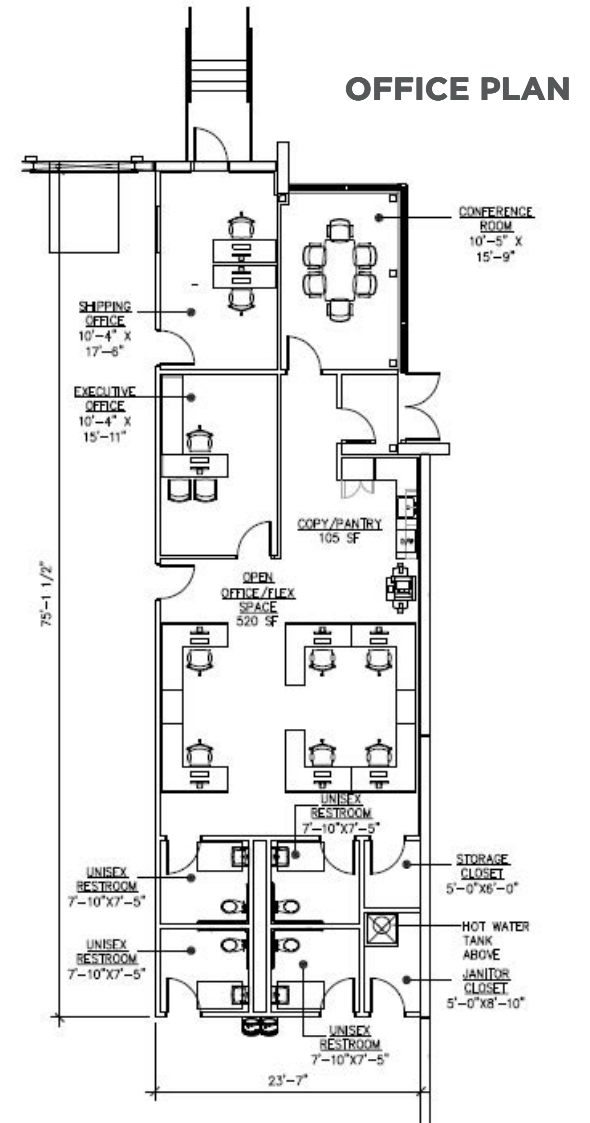 OFFICE PLAN
CONFERENCE
ROOM
10'-5" X
15'-9"
SHIPPING
OFFICE
10'-4" X
17'-6"
EXECUTIVE
OFFICE
10'-4" X
15'-11"
COPY/PANTRY
105 SF
75'-1 1/2"
OPEN
OFFICE/FLEX
SPACE
520 SF
UNISEX
RESTROOM
7'-10"X7'-5"
UNISEX
RESTROOM
7'-10"X7'-5"
STORAGE
CLOSET
5'-0"X6'-0"
HOT WATER
TANK
ABOVE
UNISEX
RESTROOM
7'-10"X7'-5"
JANITOR
CLOSET
5'-0"X8'-10"
UNISEX
RESTROOM
7'-10"X7'-5"
23'-7"